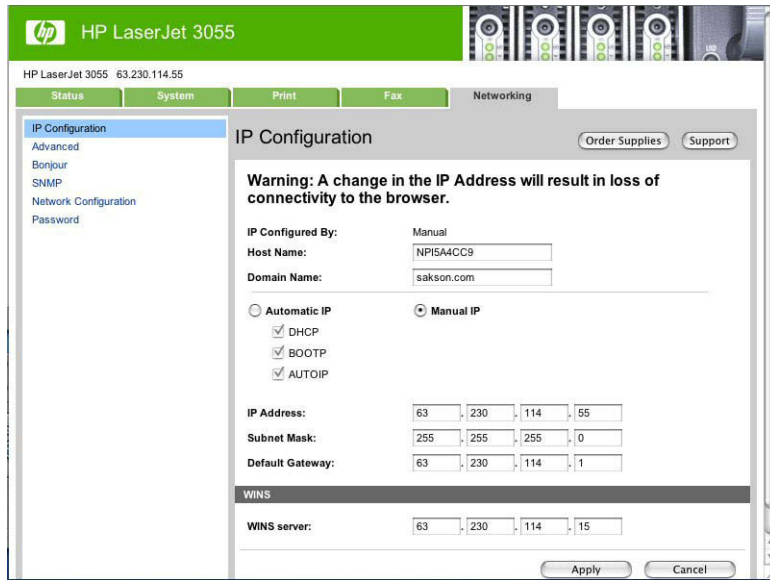 hp HP LaserJet 3055
HP LaserJet 3055 63.230.114.55
Status System Print Fax Networking
IP Configuration
Advanced
Bonjour
SNMP
Network Configuration
Password
IP Configuration Order Supplies Support
Warning: A change in the IP Address will result in loss of
connectivity to the browser.
IP Configured By: Manual
Host Name: NPI5A4CC9
Domain Name: sakson.com
Automatic IP Manual IP
DHCP
BOOTP
AUTOIP
IP Address: 63 . 230 . 114 . 55
Subnet Mask: 255 . 255 . 255 . 0
Default Gateway: 63 . 230 . 114 . 1
WINS
WINS server: 63 . 230 . 114 . 15
Apply Cancel